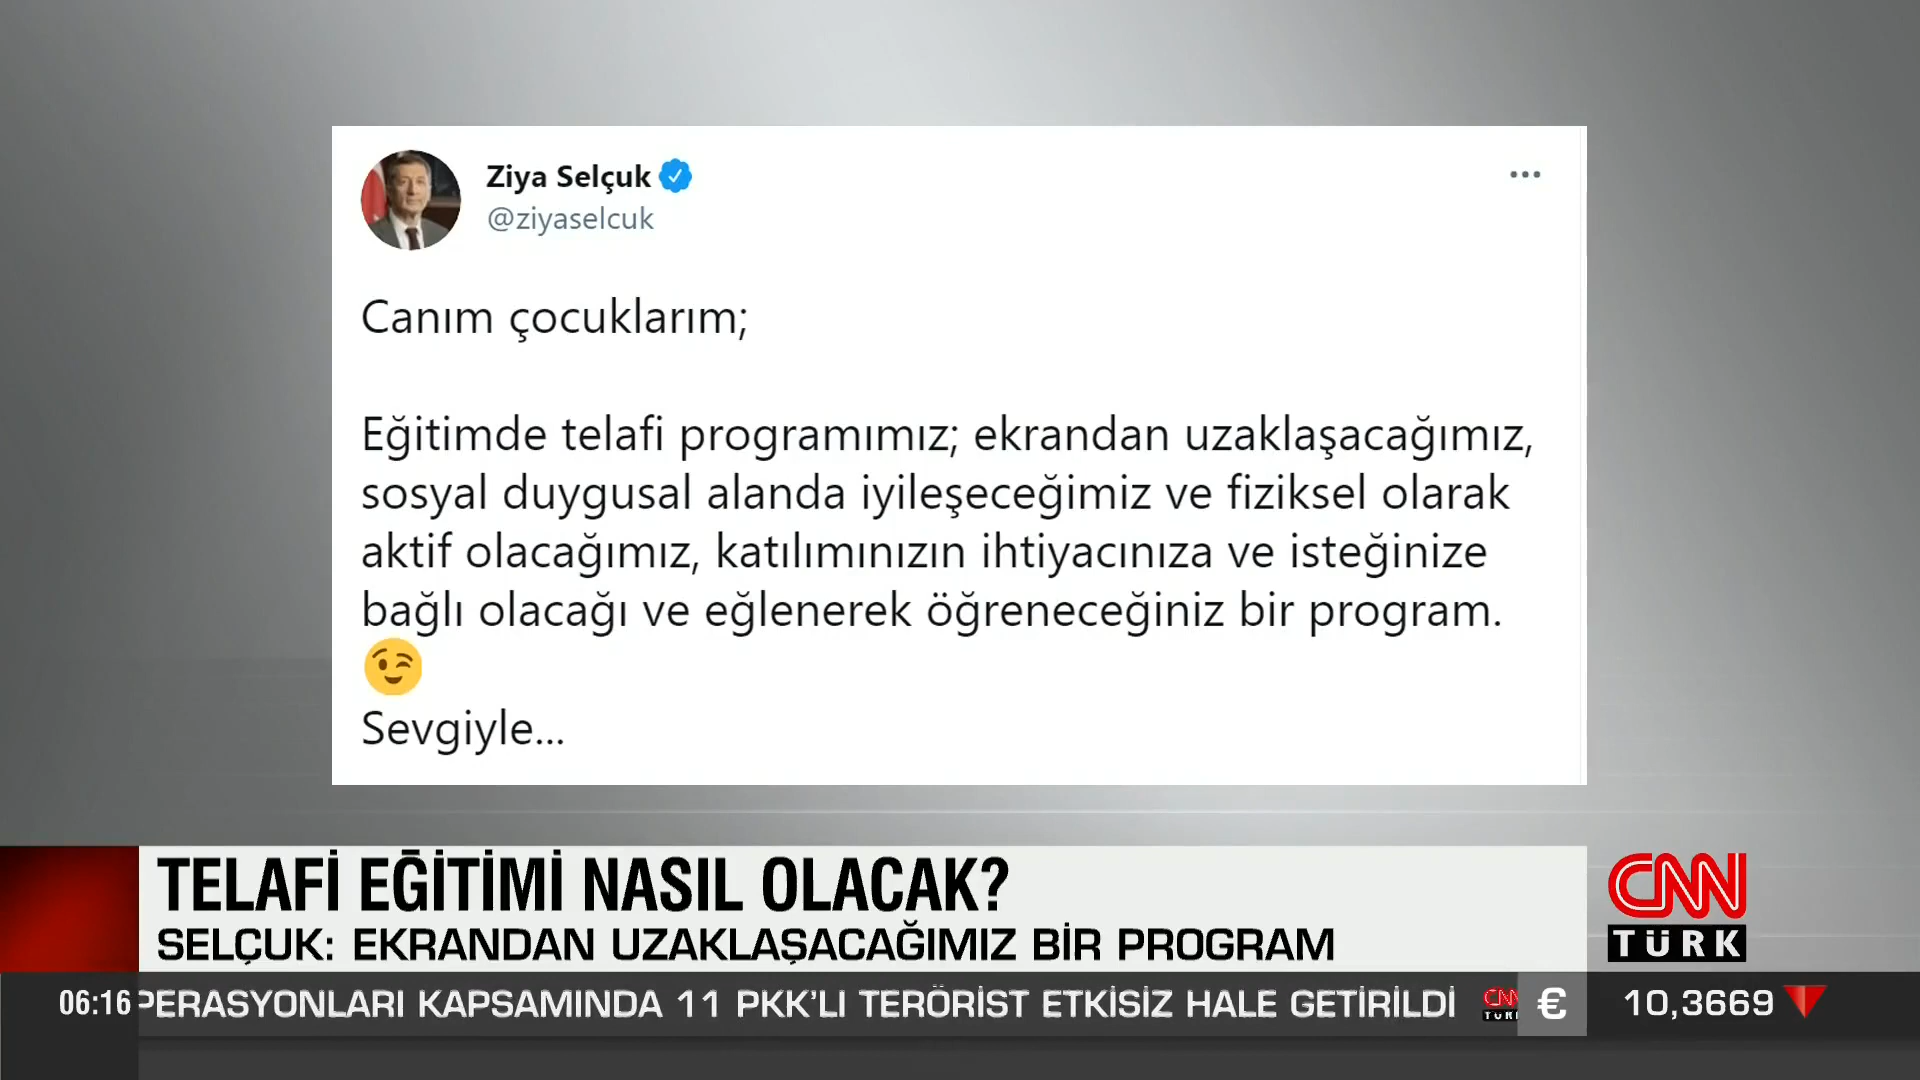 Ziya Selçuk
@ziyaselcuk
Canım çocuklarım;
Eğitimde telafi programımız; ekrandan uzaklaşacağımız,
sosyal duygusal alanda iyileşeceğimiz ve fiziksel olarak
aktif olacağımız, katılımınızın ihtiyacınıza ve isteğinize
bağlı olacağı ve eğlenerek öğreneceğiniz bir program.
😉
Sevgiyle...
TELAFİ EĞİTİMİ NASIL OLACAK?
SELÇUK: EKRANDAN UZAKLAŞACAĞIMIZ BİR PROGRAM
CNN
TÜRK
06:16 PERASYONLARI KAPSAMINDA 11 PKK'LI TERÖRİST ETKİSİZ HALE GETİRİLDİ CNN TÜRK € 10,3669